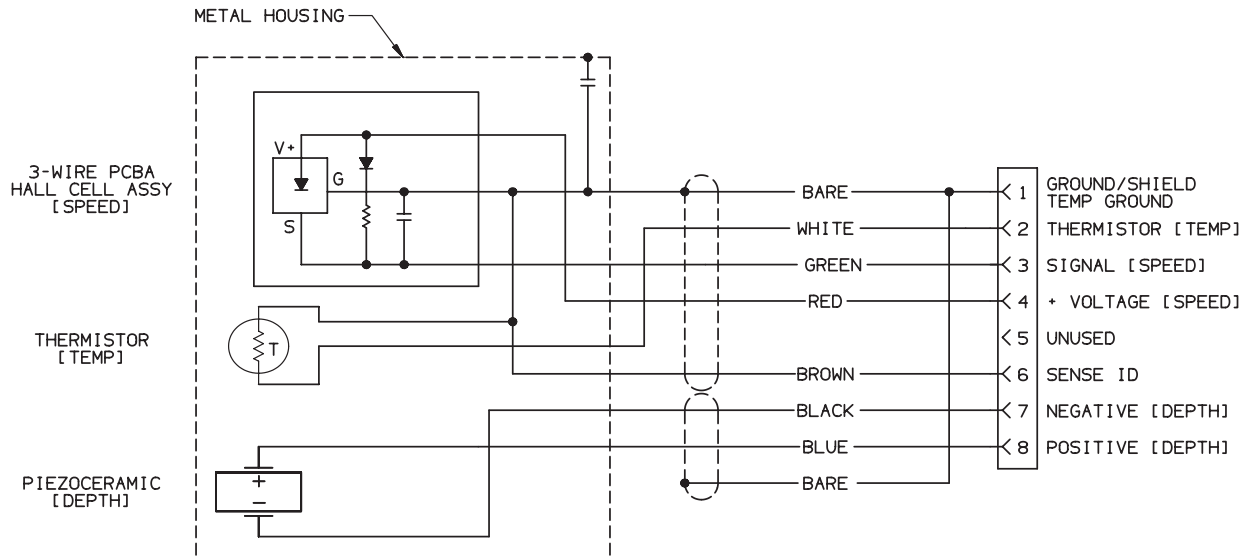 METAL HOUSING
3-WIRE PCBA
HALL CELL ASSY
[SPEED]
V+
G
S
THERMISTOR
[TEMP]
T
PIEZOCERAMIC
[DEPTH]
+
−
BARE
WHITE
GREEN
RED
BROWN
BLACK
BLUE
BARE
1 GROUND/SHIELD
TEMP GROUND
2 THERMISTOR [TEMP]
3 SIGNAL [SPEED]
4 + VOLTAGE [SPEED]
5 UNUSED
6 SENSE ID
7 NEGATIVE [DEPTH]
8 POSITIVE [DEPTH]